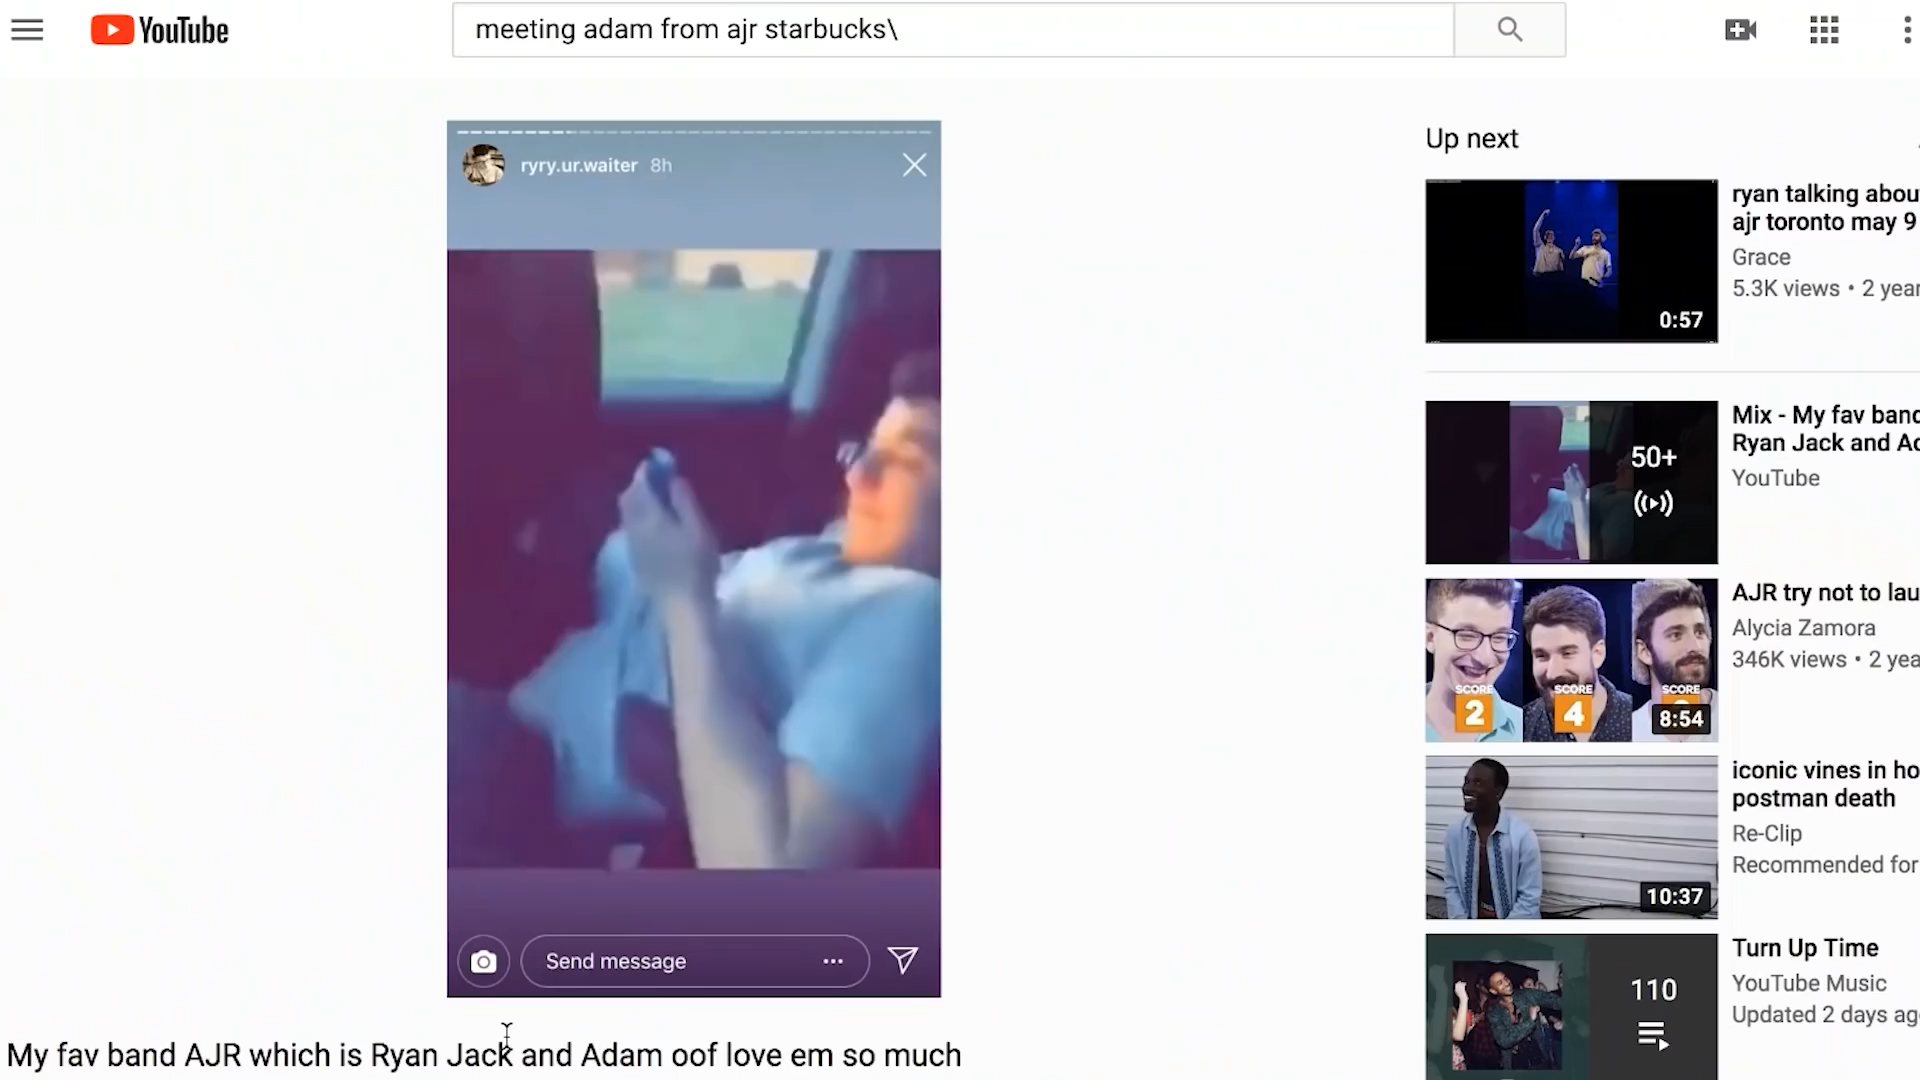 YouTube
meeting adam from ajr starbucks\
ryry.ur.waiter 8h
Send message
My fav band AJR which is Ryan Jack and Adam oof love em so much
Up next
0:57
ryan talking abou
ajr toronto may 9
Grace
5.3K views • 2 year
50+
Mix - My fav band
Ryan Jack and Ad
YouTube
SCORE SCORE SCORE
2 4
8:54
AJR try not to lau
Alycia Zamora
346K views • 2 yea
10:37
iconic vines in ho
postman death
Re-Clip
Recommended for
110
Turn Up Time
YouTube Music
Updated 2 days ag